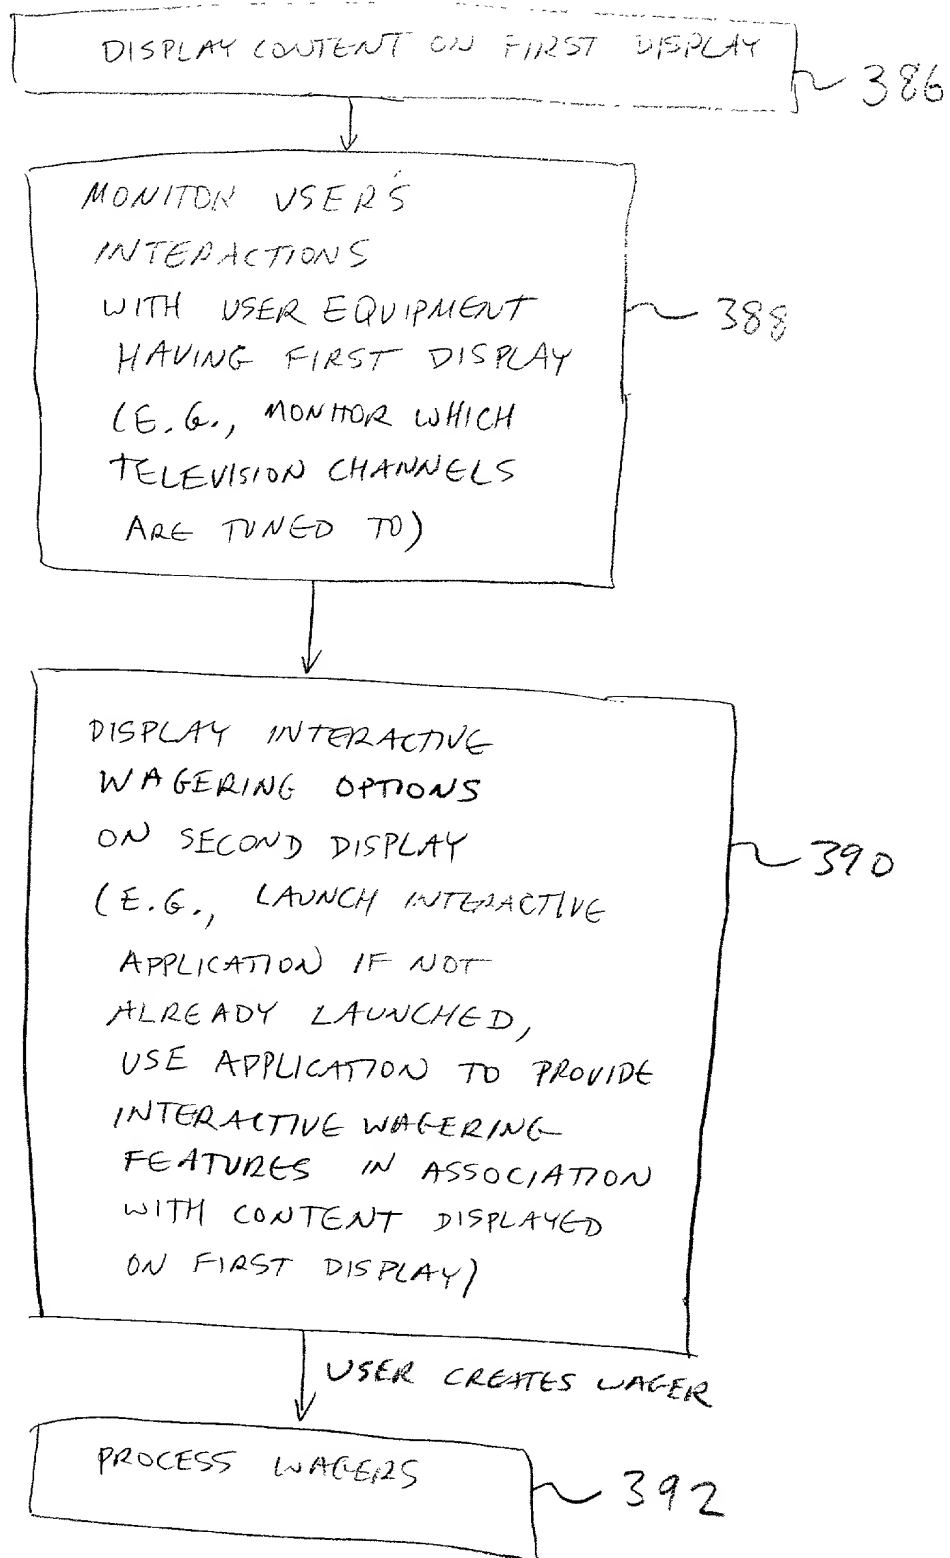 DISPLAY CONTENT ON FIRST DISPLAY
386
MONITOR USER'S
INTERACTIONS
WITH USER EQUIPMENT
HAVING FIRST DISPLAY
(E.G., MONITOR WHICH
TELEVISION CHANNELS
ARE TUNED TO)
388
DISPLAY INTERACTIVE
WAGERING OPTIONS
ON SECOND DISPLAY
(E.G., LAUNCH INTERACTIVE
APPLICATION IF NOT
ALREADY LAUNCHED,
USE APPLICATION TO PROVIDE
INTERACTIVE WAGERING
FEATURES IN ASSOCIATION
WITH CONTENT DISPLAYED
ON FIRST DISPLAY)
390
USER CREATES WAGER
PROCESS WAGERS
392